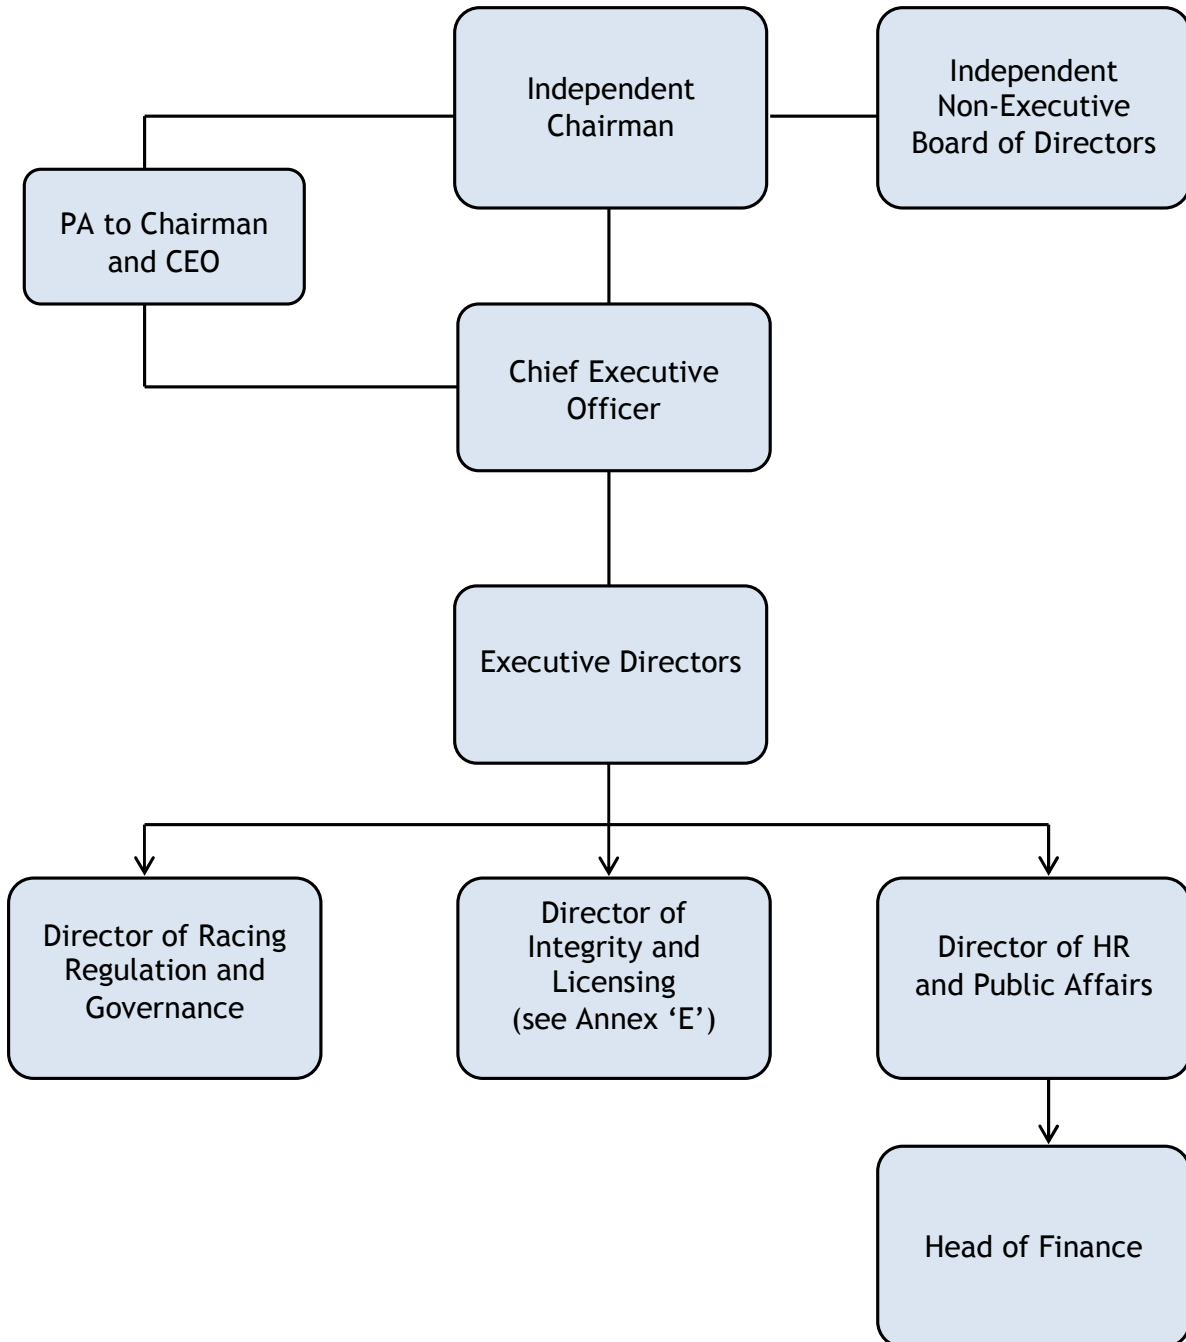 Independent
Chairman
Independent
Non-Executive
Board of Directors
PA to Chairman
and CEO
Chief Executive
Officer
Executive Directors
Director of Racing
Regulation and
Governance
Director of
Integrity and
Licensing
(see Annex ‘E’)
Director of HR
and Public Affairs
Head of Finance